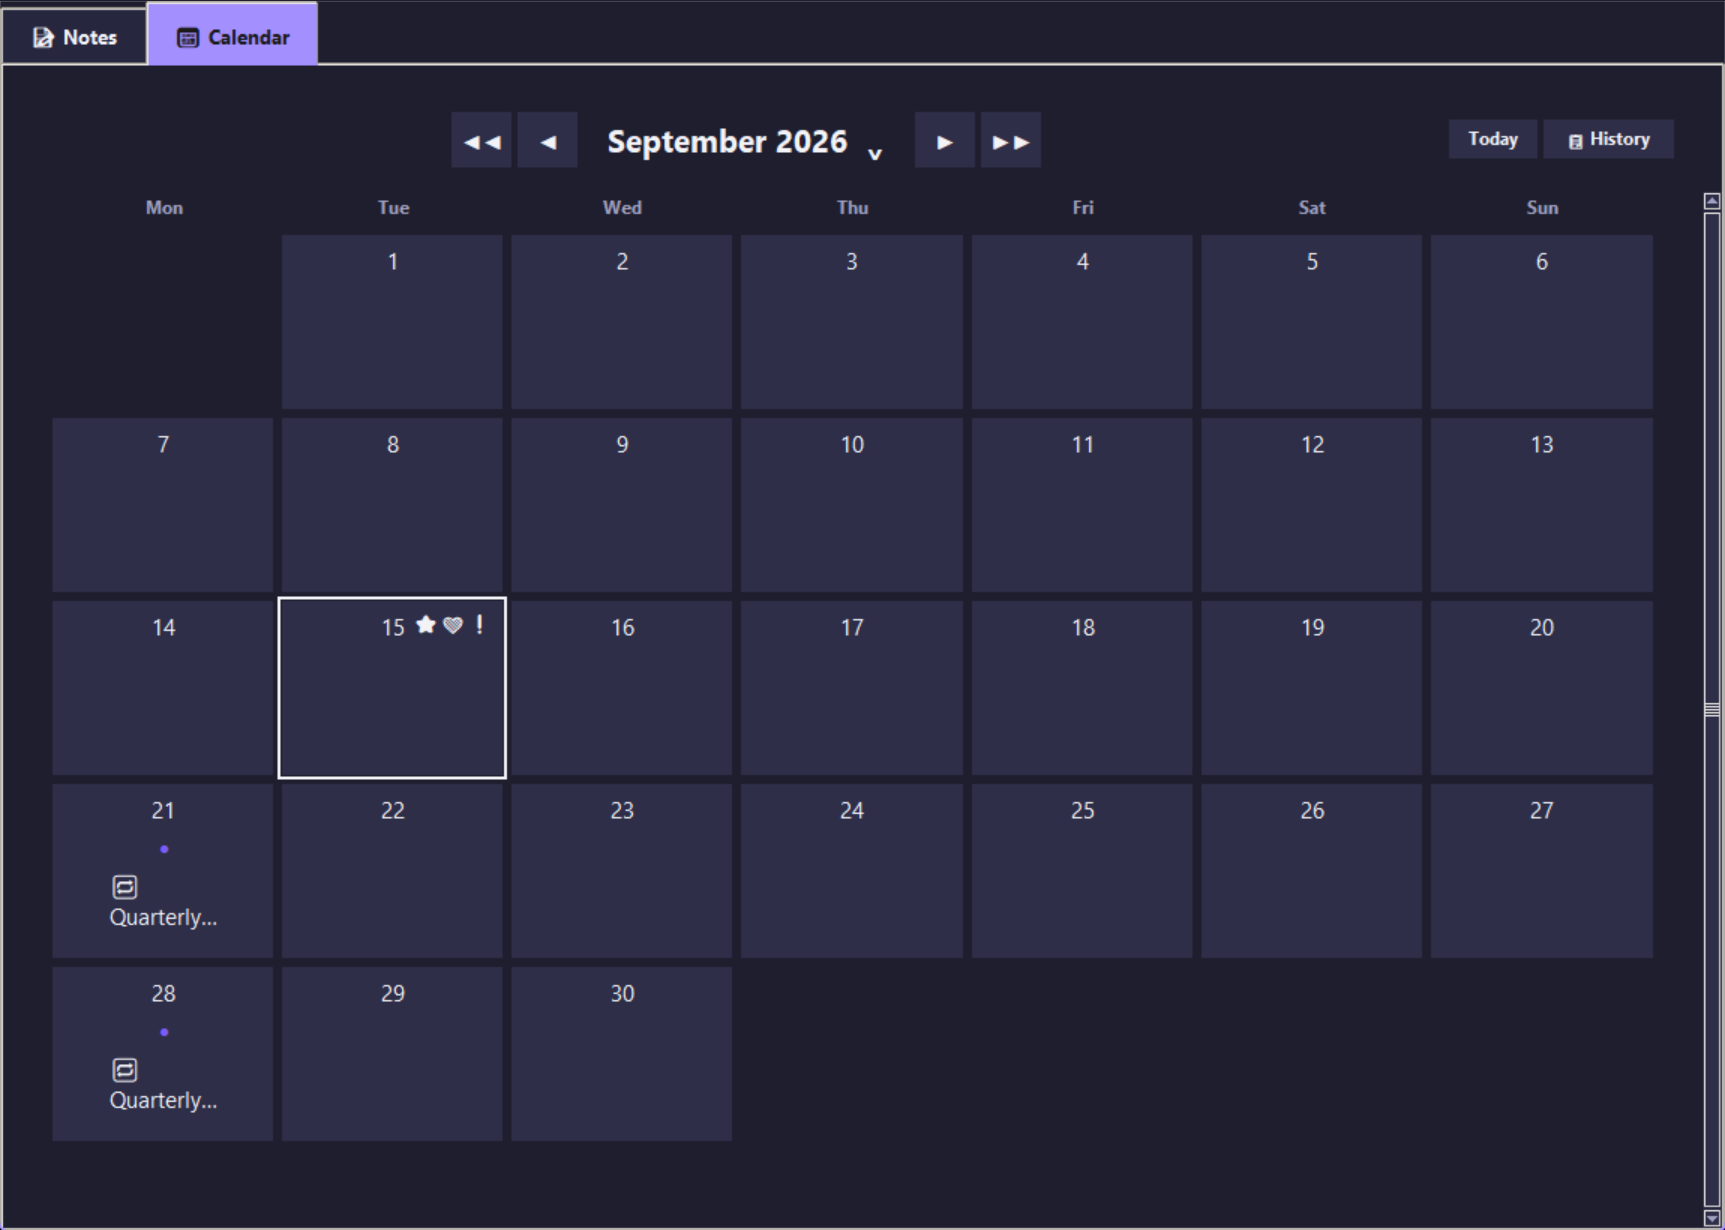 Notes
Calendar
September 2026
Today
History
Mon Tue Wed Thu Fri Sat Sun
1 2 3 4 5 6
7 8 9 10 11 12 13
14 15 ★ ! 16 17 18 19 20
21 22 23 24 25 26 27
Quarterly...
28 29 30
Quarterly...